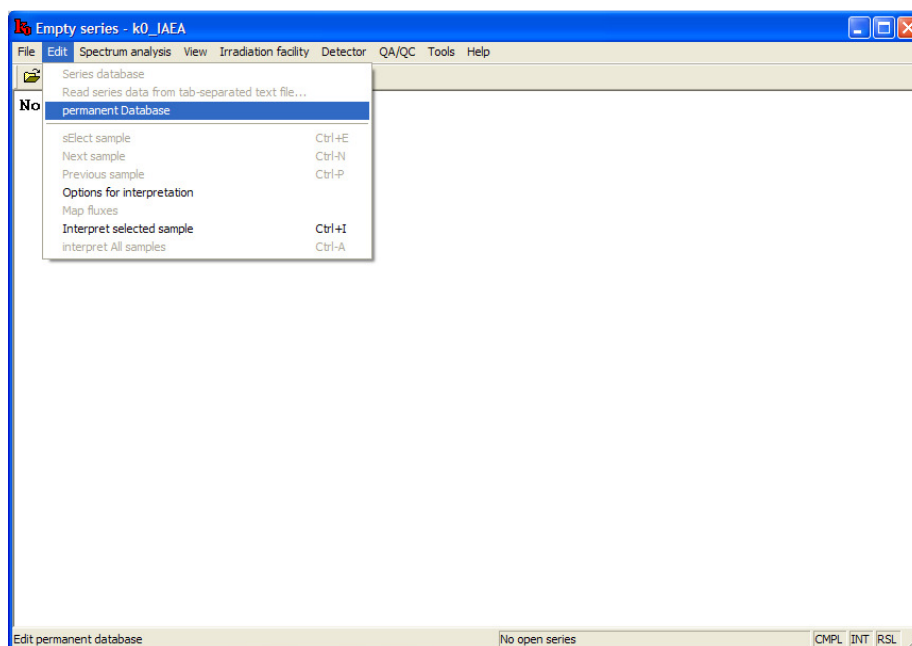 Empty series - k0_IAEA
File Edit Spectrum analysis View Irradiation facility Detector QA/QC Tools Help
Series database
Read series data from tab-separated text file...
No
permanent Database
sElect sample Ctrl+E
Next sample Ctrl-N
Previous sample Ctrl-P
Options for interpretation
Map fluxes
Interpret selected sample Ctrl+I
interpret All samples Ctrl-A
Edit permanent database No open series CMPL INT RSL